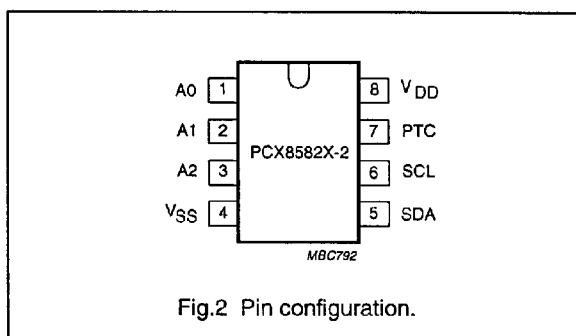 A0 1 8 VDD
A1 2 7 PTC
PCX8582X-2
A2 3 6 SCL
VSS 4 5 SDA
MBC792
Fig.2 Pin configuration.